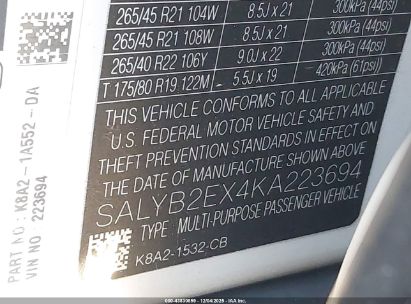 265/45 R21 104W 8.5J x 21 300kPa (44psi)
265/45 R21 108W 8.5J x 21 300kPa (44psi)
265/40 R22 106Y 9.0J x 22 300kPa (44psi)
T 175/80 R19 122M 5.5J x 19 420kPa (61psi)
THIS VEHICLE CONFORMS TO ALL APPLICABLE
U.S. FEDERAL MOTOR VEHICLE SAFETY AND
THEFT PREVENTION STANDARDS IN EFFECT ON
THE DATE OF MANUFACTURE SHOWN ABOVE
SALYB2EX4KA223694
TYPE: MULTI-PURPOSE PASSENGER VEHICLE
K8A2-1532-CB
PART NO: K8A2-1A552-DA
VIN NO: 223694